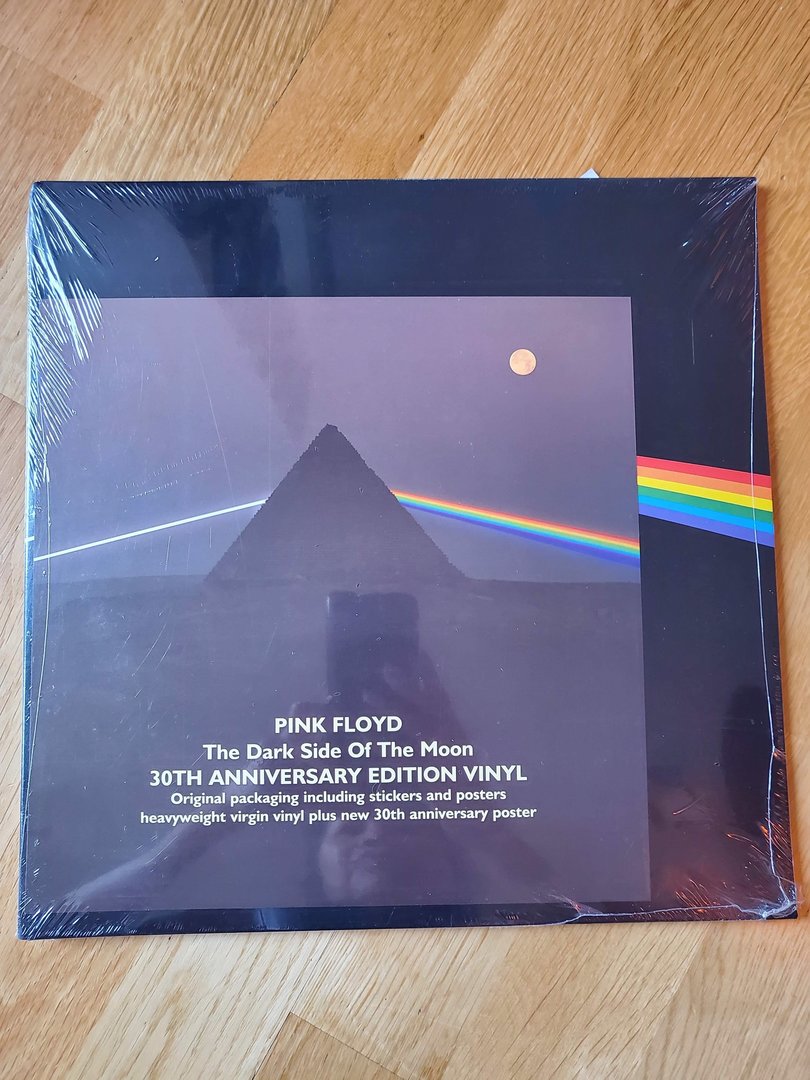 PINK FLOYD
The Dark Side Of The Moon
30TH ANNIVERSARY EDITION VINYL
Original packaging including stickers and posters
heavyweight virgin vinyl plus new 30th anniversary poster